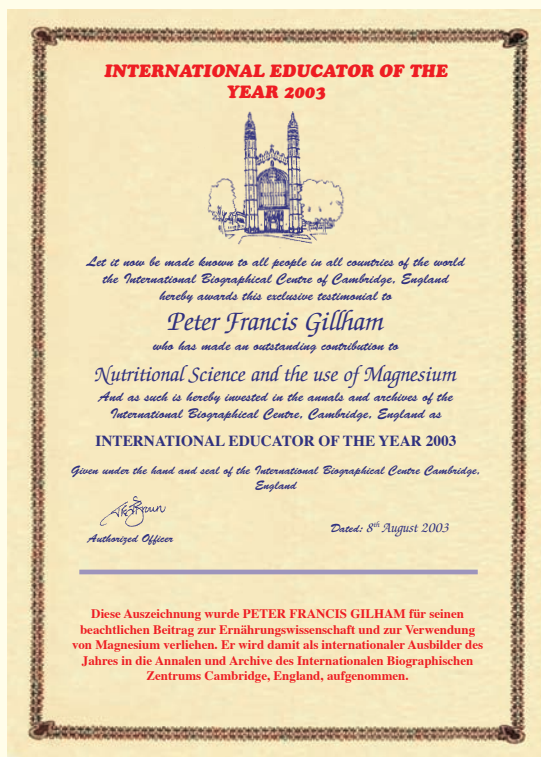 INTERNATIONAL EDUCATOR OF THE
YEAR 2003
Let it now be made known to all people in all countries of the world
the International Biographical Centre of Cambridge, England
hereby awards this exclusive testimonial to
Peter Francis Gillham
who has made an outstanding contribution to
Nutritional Science and the use of Magnesium
And as such is hereby invested in the annals and archives of the
International Biographical Centre, Cambridge, England as
INTERNATIONAL EDUCATOR OF THE YEAR 2003
Given under the hand and seal of the International Biographical Centre Cambridge,
England
Authorized Officer
Dated: 8th August 2003
Diese Auszeichnung wurde PETER FRANCIS GILHAM für seinen
beachtlichen Beitrag zur Ernährungswissenschaft und zur Verwendung
von Magnesium verliehen. Er wird damit als internationaler Ausbilder des
Jahres in die Annalen und Archive des Internationalen Biographischen
Zentrums Cambridge, England, aufgenommen.